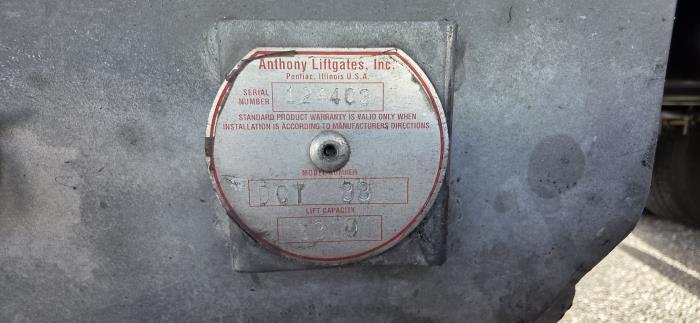 Anthony Liftgates, Inc.
Pontiac, Illinois U.S.A.
SERIAL
NUMBER
STANDARD PRODUCT WARRANTY IS VALID ONLY WHEN
INSTALLATION IS ACCORDING TO MANUFACTURERS DIRECTIONS.
MODEL NUMBER
LIFT CAPACITY